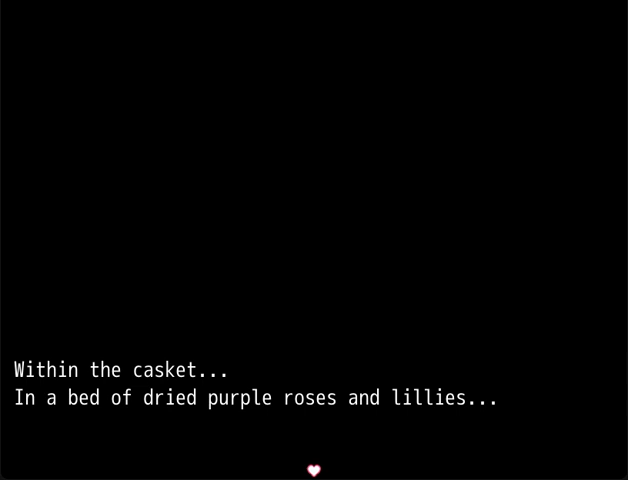 Within the casket...
In a bed of dried purple roses and lillies...